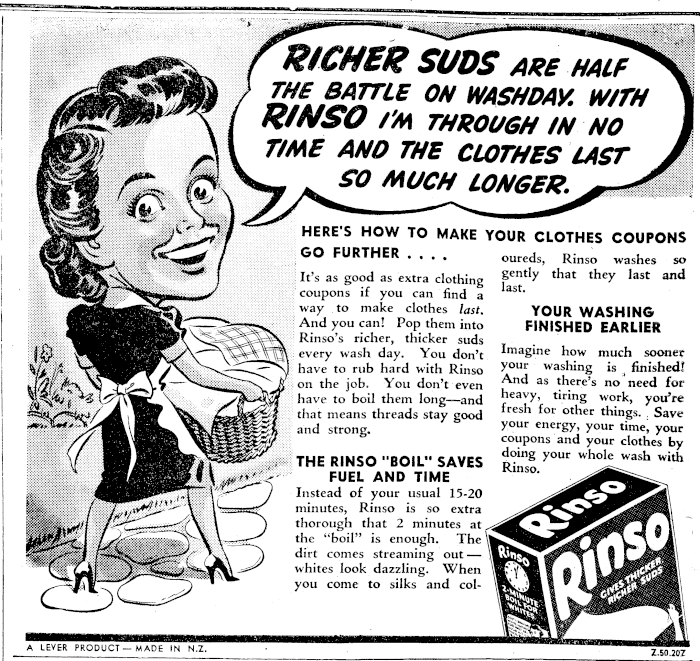 RICHER SUDS ARE HALF
THE BATTLE ON WASHDAY. WITH
RINSO I'M THROUGH IN NO
TIME AND THE CLOTHES LAST
SO MUCH LONGER.
HERE'S HOW TO MAKE YOUR CLOTHES COUPONS
GO FURTHER . . . .
It's as good as extra clothing
coupons if you can find a
way to make clothes last.
And you can! Pop them into
Rinso's richer, thicker suds
every wash day. You don't
have to rub hard with Rinso
on the job. You don't even
have to boil them long—and
that means threads stay good
and strong.
THE RINSO "BOIL" SAVES
FUEL AND TIME
Instead of your usual 15-20
minutes, Rinso is so extra
thorough that 2 minutes at
the "boil" is enough. The
dirt comes streaming out—
whites look dazzling. When
you come to silks and col-
oureds, Rinso washes so
gently that they last and
last.
YOUR WASHING
FINISHED EARLIER
Imagine how much sooner
your washing is finished!
And as there's no need for
heavy, tiring work, you're
fresh for other things. Save
your energy, your time, your
coupons and your clothes by
doing your whole wash with
Rinso.
Rinso
Rinso
2-MINUTE
BOIL FOR
WHITES
Rinso
GIVES THICKER
RICHER SUDS
A LEVER PRODUCT — MADE IN N.Z.
Z.50.20Z